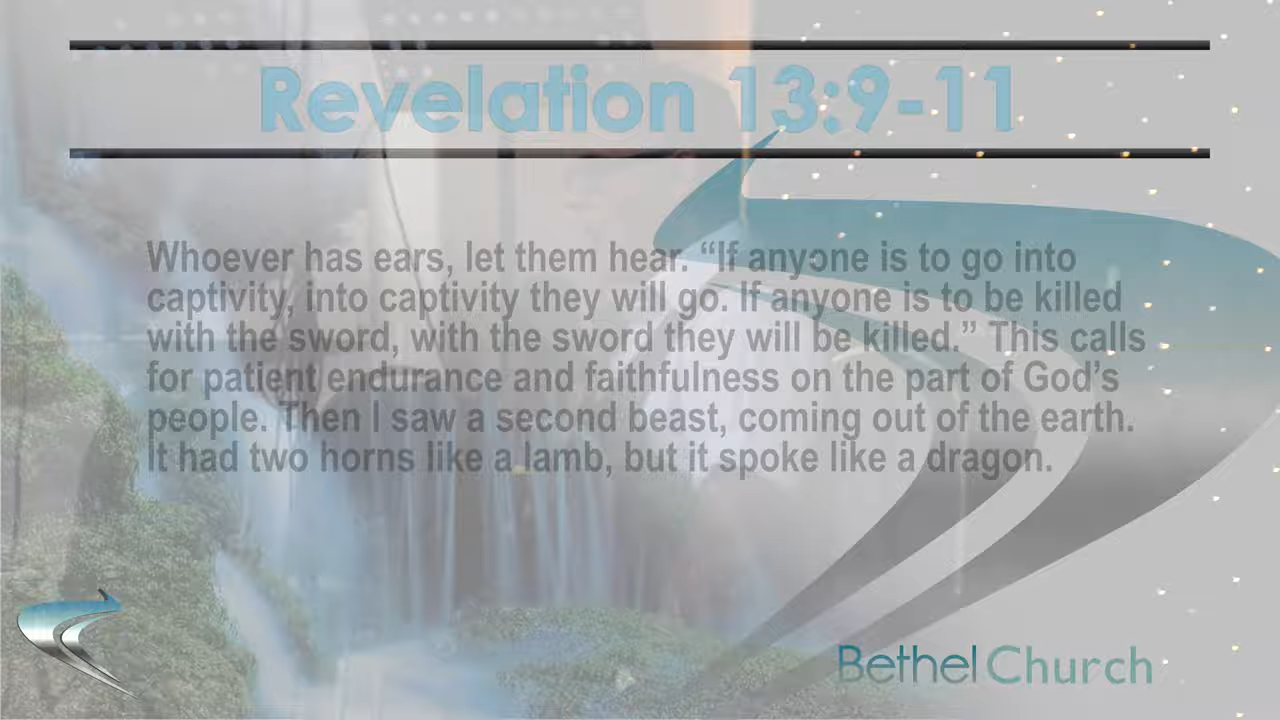 Revelation 13:9-11
Whoever has ears, let them hear. “If anyone is to go into
captivity, into captivity they will go. If anyone is to be killed
with the sword, with the sword they will be killed.” This calls
for patient endurance and faithfulness on the part of God’s
people. Then I saw a second beast, coming out of the earth.
It had two horns like a lamb, but it spoke like a dragon.
Bethel Church